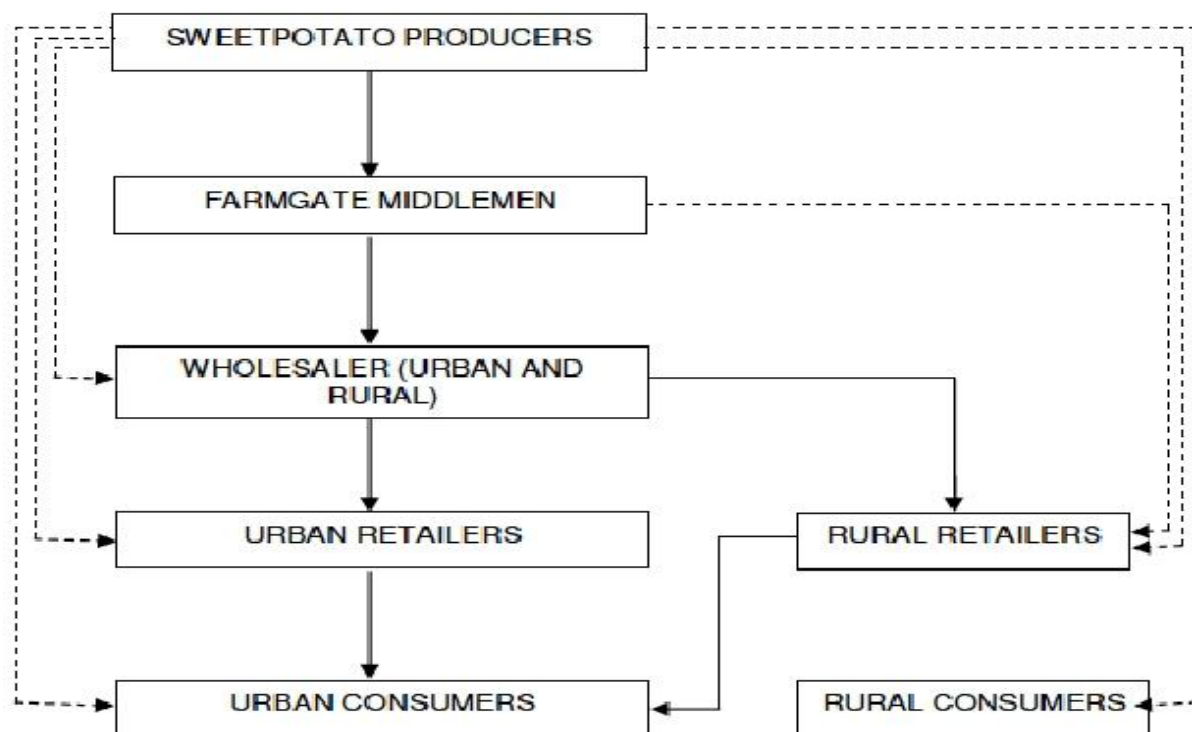 SWEETPOTATO PRODUCERS
FARMGATE MIDDLEMEN
WHOLESALER (URBAN AND
RURAL)
URBAN RETAILERS
RURAL RETAILERS
URBAN CONSUMERS
RURAL CONSUMERS